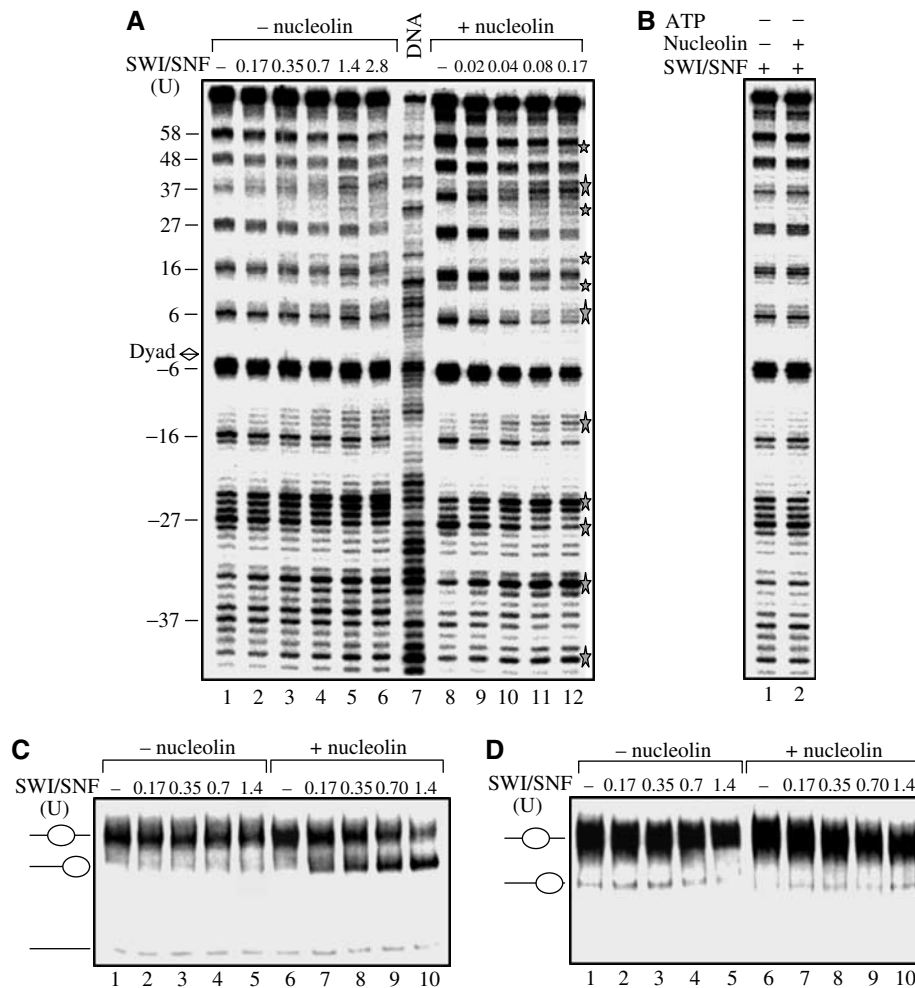 A
– nucleolin
DNA
+ nucleolin
SWI/SNF – 0.17 0.35 0.7 1.4 2.8 – 0.02 0.04 0.08 0.17
(U)
58
48
37
27
16
6
Dyad
–6
–16
–27
–37
1 2 3 4 5 6 7 8 9 10 11 12
B
ATP – –
Nucleolin – +
SWI/SNF + +
1 2
C
– nucleolin + nucleolin
SWI/SNF – 0.17 0.35 0.7 1.4 – 0.17 0.35 0.70 1.4
(U)
1 2 3 4 5 6 7 8 9 10
D
– nucleolin + nucleolin
SWI/SNF – 0.17 0.35 0.7 1.4 – 0.17 0.35 0.70 1.4
(U)
1 2 3 4 5 6 7 8 9 10